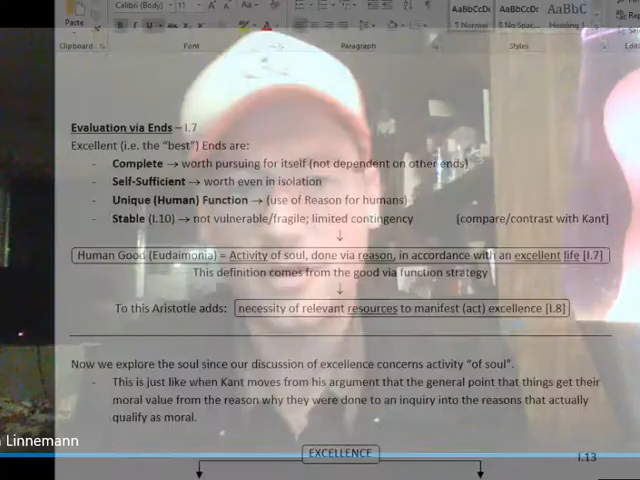 Calibri (Body) 11
AaBbCcDc AaBbCcDc AaBbC
Paste
B I U abc X₂ X²
¶ Normal ¶ No Spac... Heading 1
Clipboard Font Paragraph Styles
Evaluation via Ends – I.7
Excellent (i.e. the "best") Ends are:
- Complete → worth pursuing for itself (not dependent on other ends)
- Self-Sufficient → worth even in isolation
- Unique (Human) Function → (use of Reason for humans)
- Stable (I.10) → not vulnerable/fragile; limited contingency [compare/contrast with Kant]
↓
Human Good (Eudaimonia) = Activity of soul, done via reason, in accordance with an excellent life [I.7]
This definition comes from the good via function strategy
↓
To this Aristotle adds: necessity of relevant resources to manifest (act) excellence [I.8]
Now we explore the soul since our discussion of excellence concerns activity "of soul".
- This is just like when Kant moves from his argument that the general point that things get their
moral value from the reason why they were done to an inquiry into the reasons that actually
qualify as moral.
Linnemann
EXCELLENCE I.13